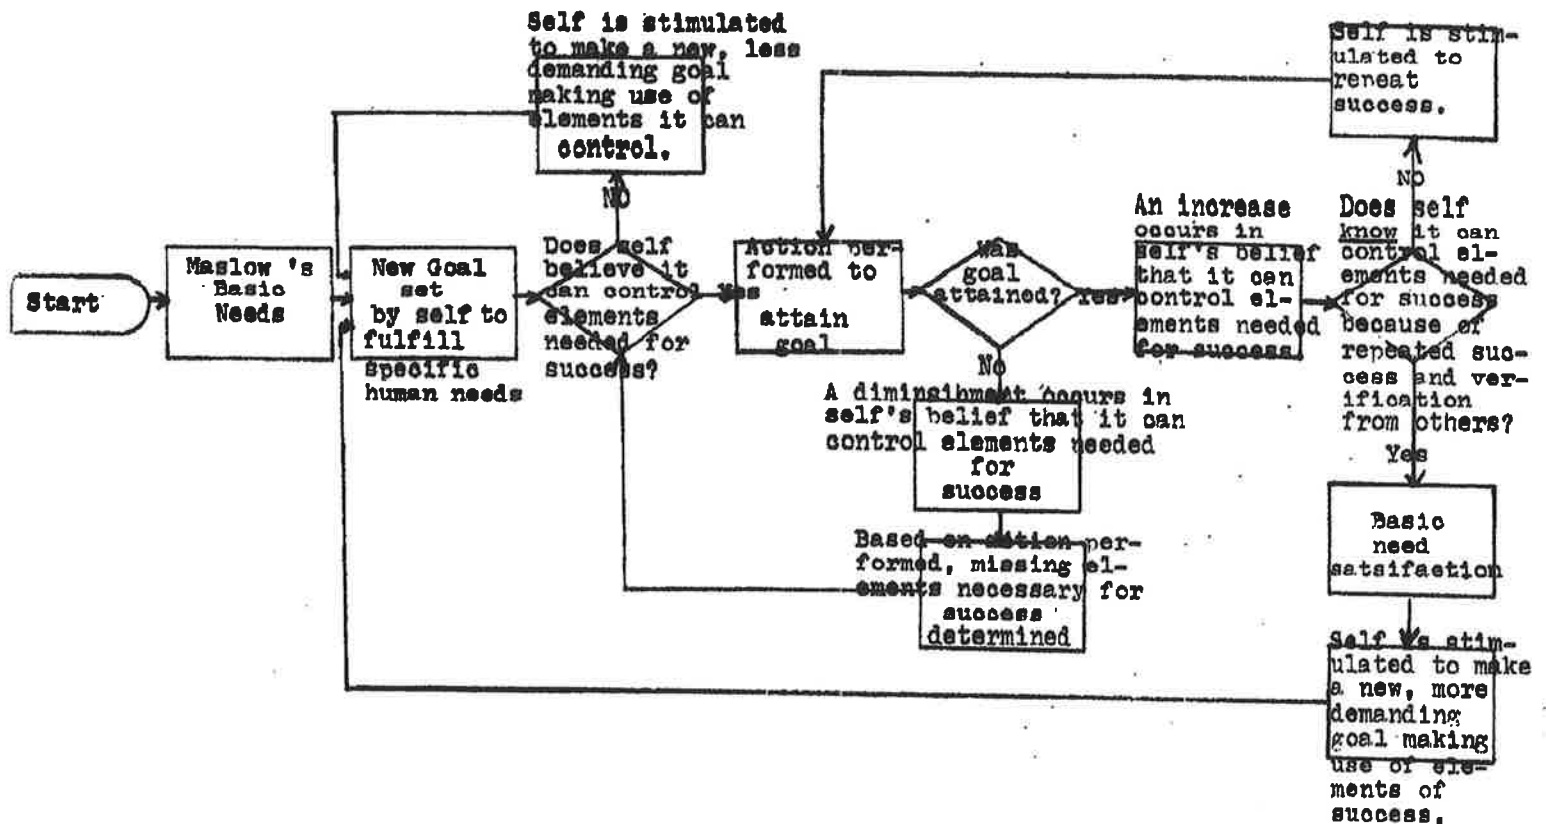 Start
Maslow 's
Basic
Needs
New Goal
set
by self to
fulfill
specific
human needs
Self is stimulated
to make a new, less
demanding goal
making use of
elements it can
control.
NO
Does self
believe it
can control
elements
needed for
success?
Yes
Action per-
formed to
attain
goal
was
goal
attained?
Yes
No
A diminsibment occurs in
self's belief that it can
control elements needed
for
success
Based on action per-
formed, missing el-
ements necessary for
success
determined
An increase
occurs in
self's belief
that it can
control el-
ements needed
for success
Does self
know it can
control el-
ements needed
for success
because of
repeated suc-
cess and ver-
ification
from others?
NO
Self is stim-
ulated to
repeat
success.
Yes
Basic
need
satsifaction
Self is stim-
ulated to make
a new, more
demanding
goal making
use of ele-
ments of
success.